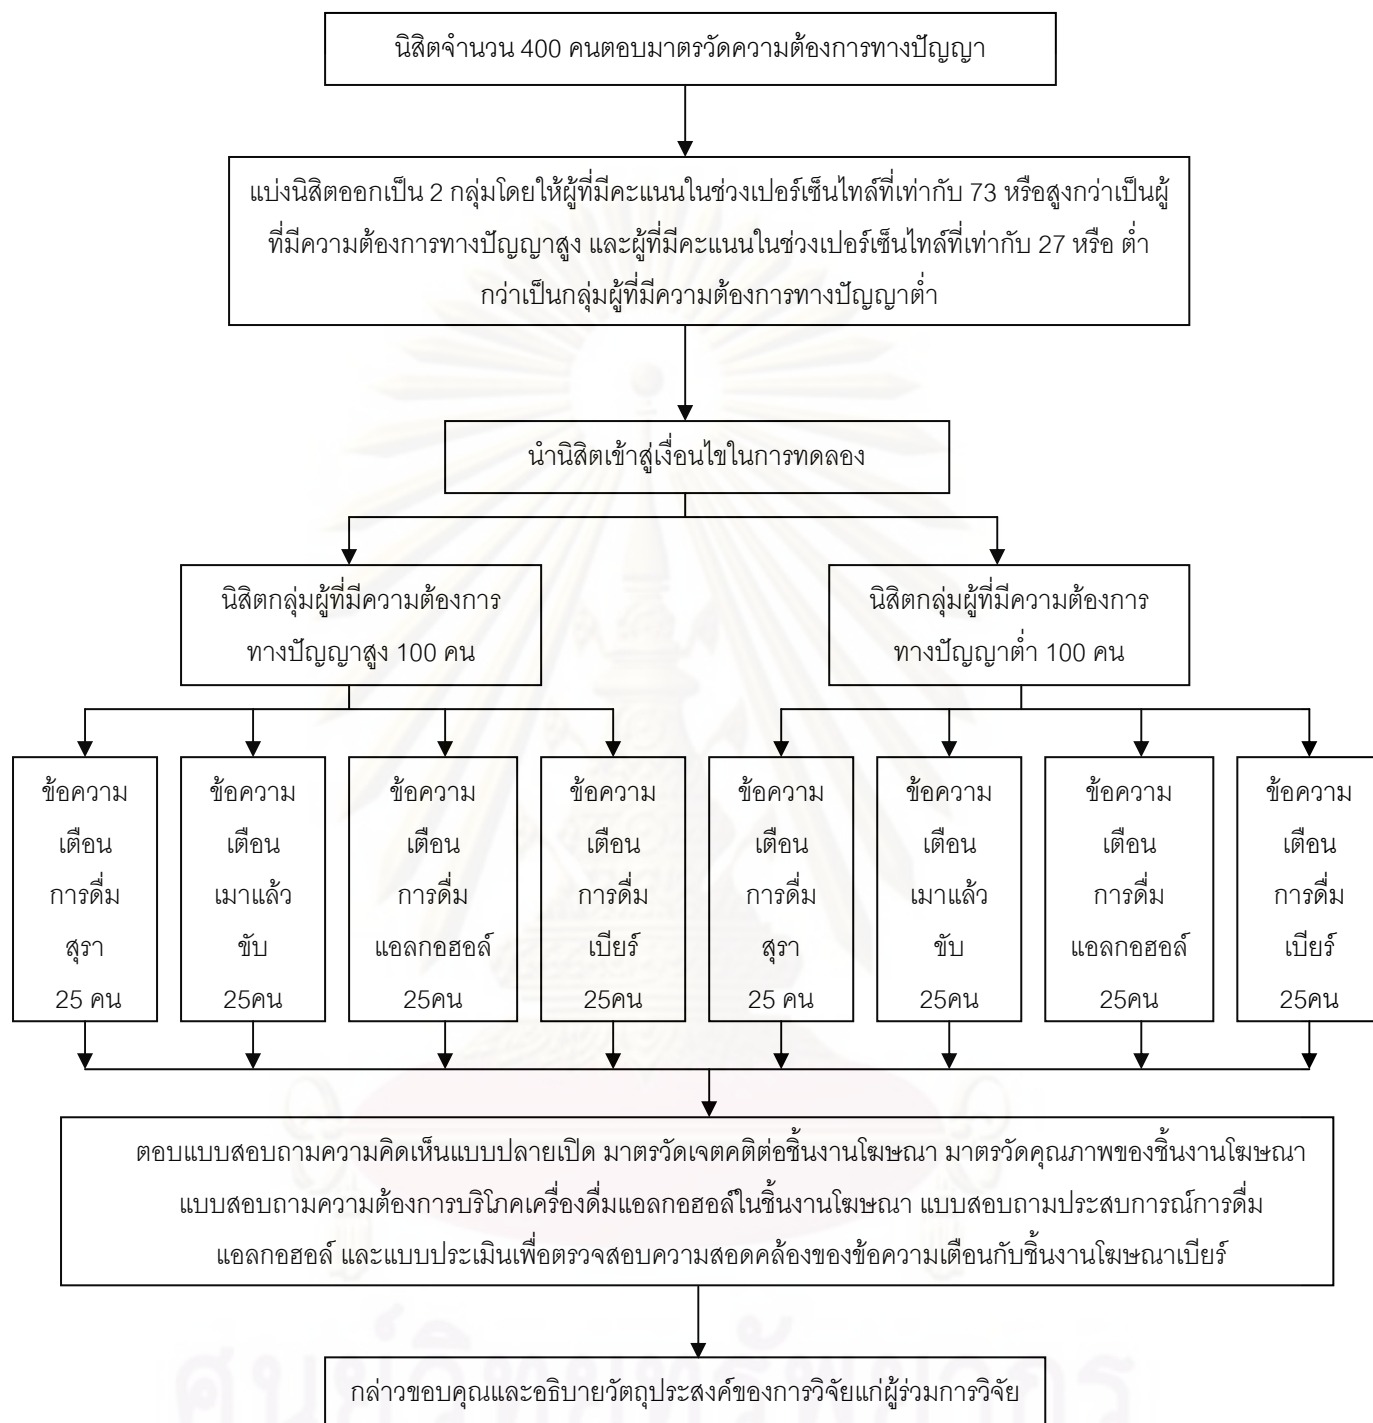 นิสิตจำนวน 400 คนตอบมาตรวัดความต้องการทางปัญญา
แบ่งนิสิตออกเป็น 2 กลุ่มโดยให้ผู้ที่มีคะแนนในช่วงเปอร์เซ็นไทล์ที่เท่ากับ 73 หรือสูงกว่าเป็นผู้
ที่มีความต้องการทางปัญญาสูง และผู้ที่มีคะแนนในช่วงเปอร์เซ็นไทล์ที่เท่ากับ 27 หรือ ต่ำ
กว่าเป็นกลุ่มผู้ที่มีความต้องการทางปัญญาต่ำ
นำนิสิตเข้าสู่เงื่อนไขในการทดลอง
นิสิตกลุ่มผู้ที่มีความต้องการ
ทางปัญญาสูง 100 คน
นิสิตกลุ่มผู้ที่มีความต้องการ
ทางปัญญาต่ำ 100 คน
ข้อความ
เตือน
การดื่ม
สุรา
25 คน
ข้อความ
เตือน
เมาแล้ว
ขับ
25คน
ข้อความ
เตือน
การดื่ม
แอลกอฮอล์
25คน
ข้อความ
เตือน
การดื่ม
เบียร์
25คน
ข้อความ
เตือน
การดื่ม
สุรา
25 คน
ข้อความ
เตือน
เมาแล้ว
ขับ
25คน
ข้อความ
เตือน
การดื่ม
แอลกอฮอล์
25คน
ข้อความ
เตือน
การดื่ม
เบียร์
25คน
ตอบแบบสอบถามความคิดเห็นแบบปลายเปิด มาตรวัดเจตคติต่อชิ้นงานโฆษณา มาตรวัดคุณภาพของชิ้นงานโฆษณา
แบบสอบถามความต้องการบริโภคเครื่องดื่มแอลกอฮอล์ในชิ้นงานโฆษณา แบบสอบถามประสบการณ์การดื่ม
แอลกอฮอล์ และแบบประเมินเพื่อตรวจสอบความสอดคล้องของข้อความเตือนกับชิ้นงานโฆษณาเบียร์
กล่าวขอบคุณและอธิบายวัตถุประสงค์ของการวิจัยแก่ผู้ร่วมการวิจัย
ศูนย์วิทยทรัพยากร